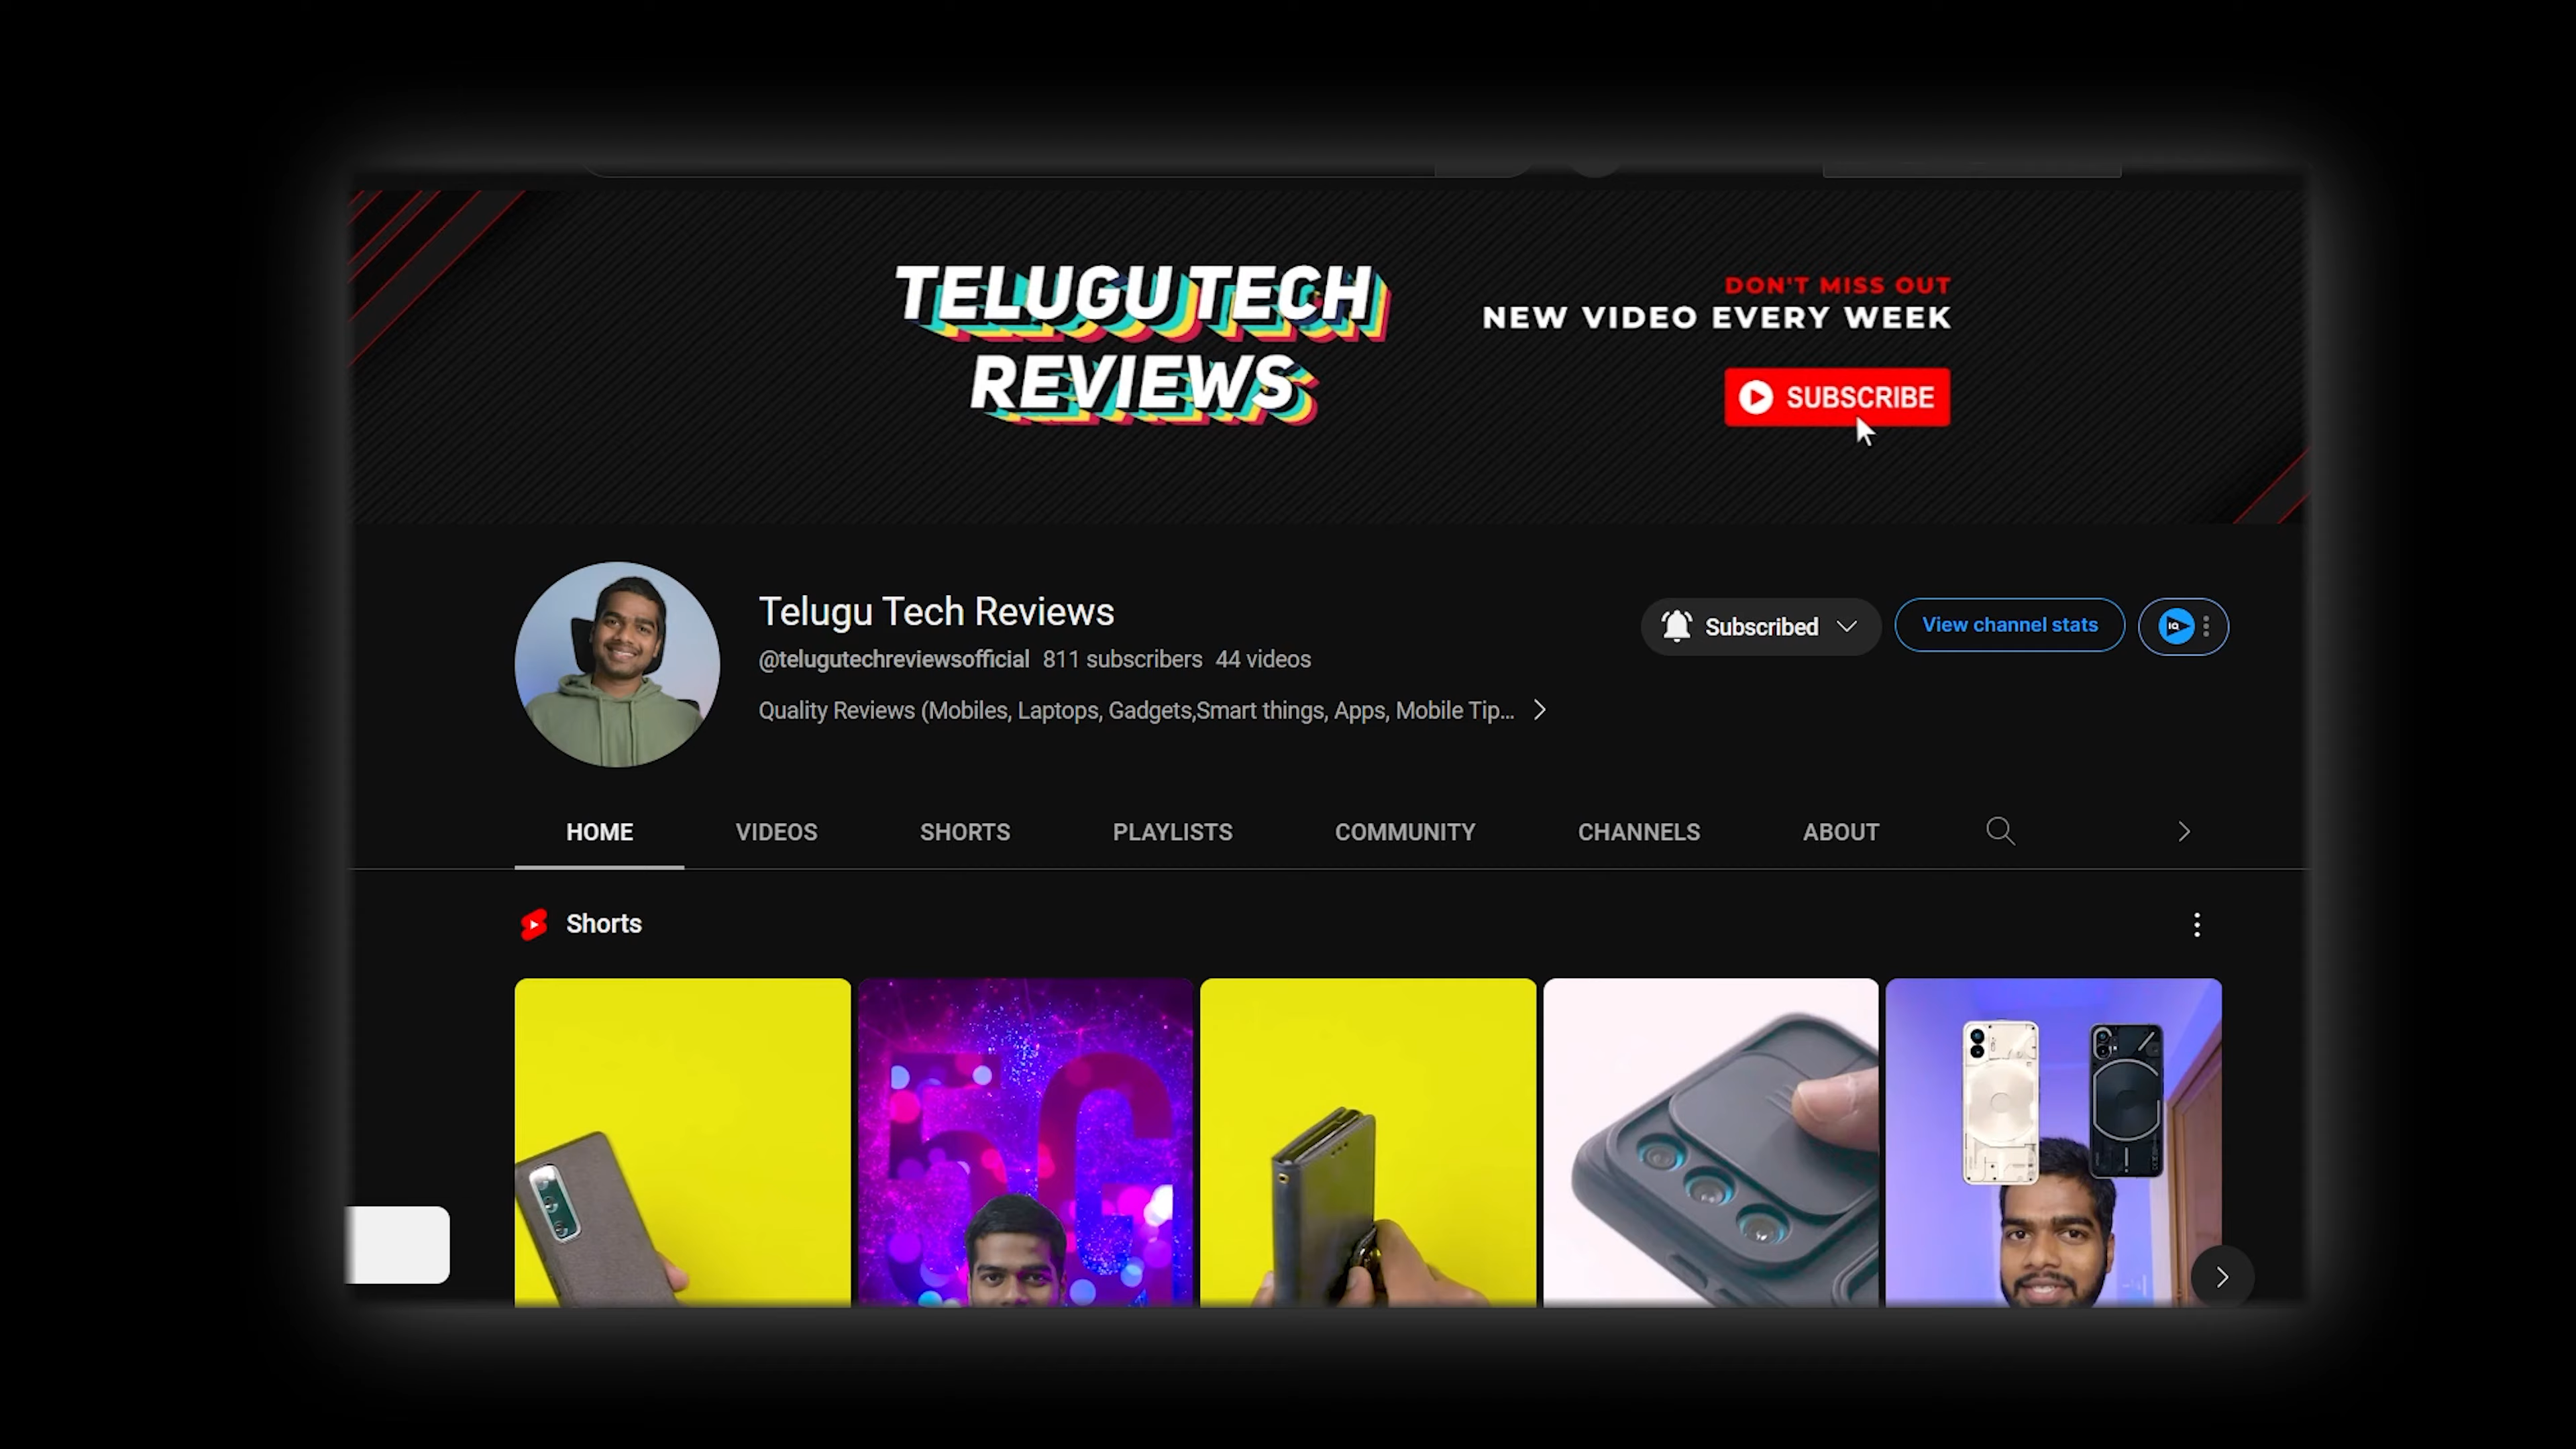 TELUGU TECH
REVIEWS
DON'T MISS OUT
NEW VIDEO EVERY WEEK
SUBSCRIBE
Telugu Tech Reviews
@telugutechreviewsofficial 811 subscribers 44 videos
Quality Reviews (Mobiles, Laptops, Gadgets,Smart things, Apps, Mobile Tip...
Subscribed
View channel stats
IQ
HOME VIDEOS SHORTS PLAYLISTS COMMUNITY CHANNELS ABOUT
Shorts
5G